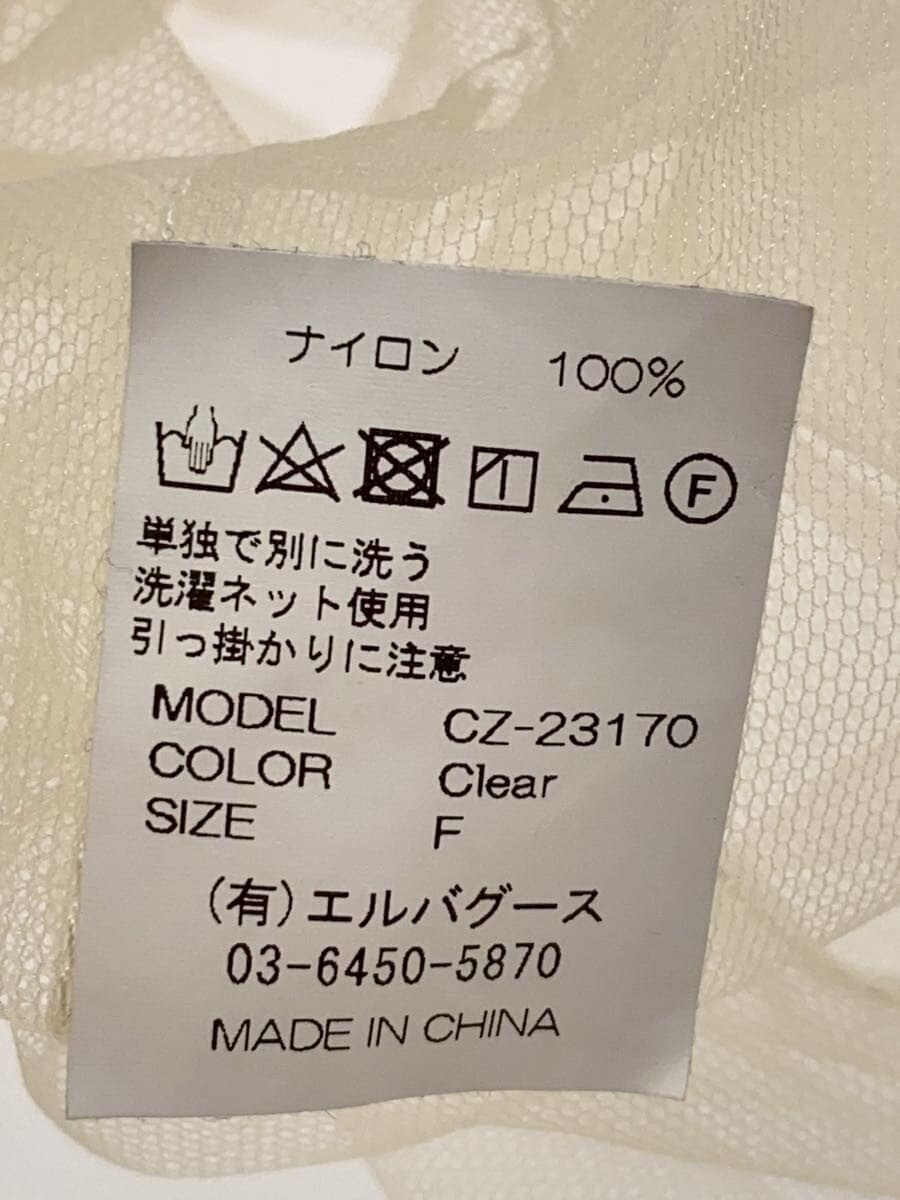 ナイロン 100%
F
単独で別に洗う
洗濯ネット使用
引っ掛かりに注意
MODEL CZ-23170
COLOR Clear
SIZE F
(有)エルバグース
03-6450-5870
MADE IN CHINA